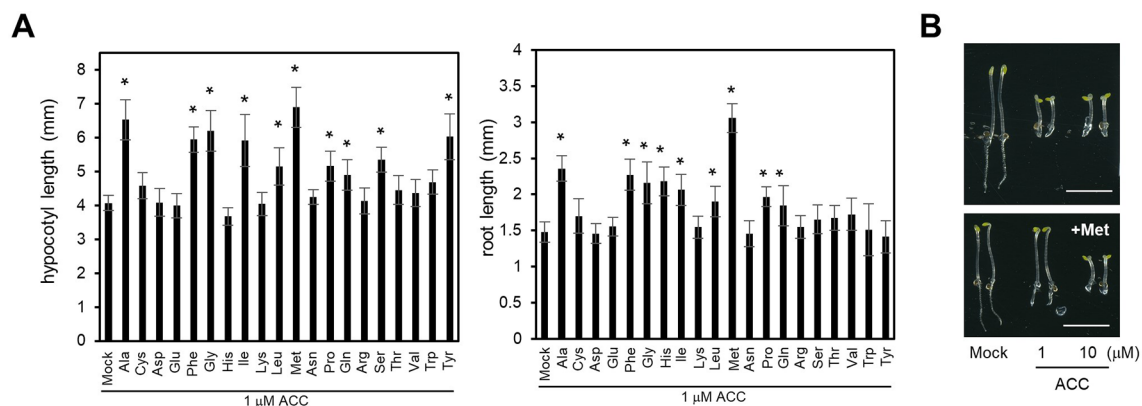 A
B
hypocotyl length (mm)
8
7
6
5
4
3
2
1
0
* * * * * * * * * *
Mock Ala Cys Asp Glu Phe Gly His Ile Lys Leu Met Asn Pro Gln Arg Ser Thr Val Trp Tyr
1 μM ACC
root length (mm)
4
3.5
3
2.5
2
1.5
1
0.5
0
* * * * * * * * *
Mock Ala Cys Asp Glu Phe Gly His Ile Lys Leu Met Asn Pro Gln Arg Ser Thr Val Trp Tyr
1 μM ACC
+Met
Mock 1 10 (μM)
ACC